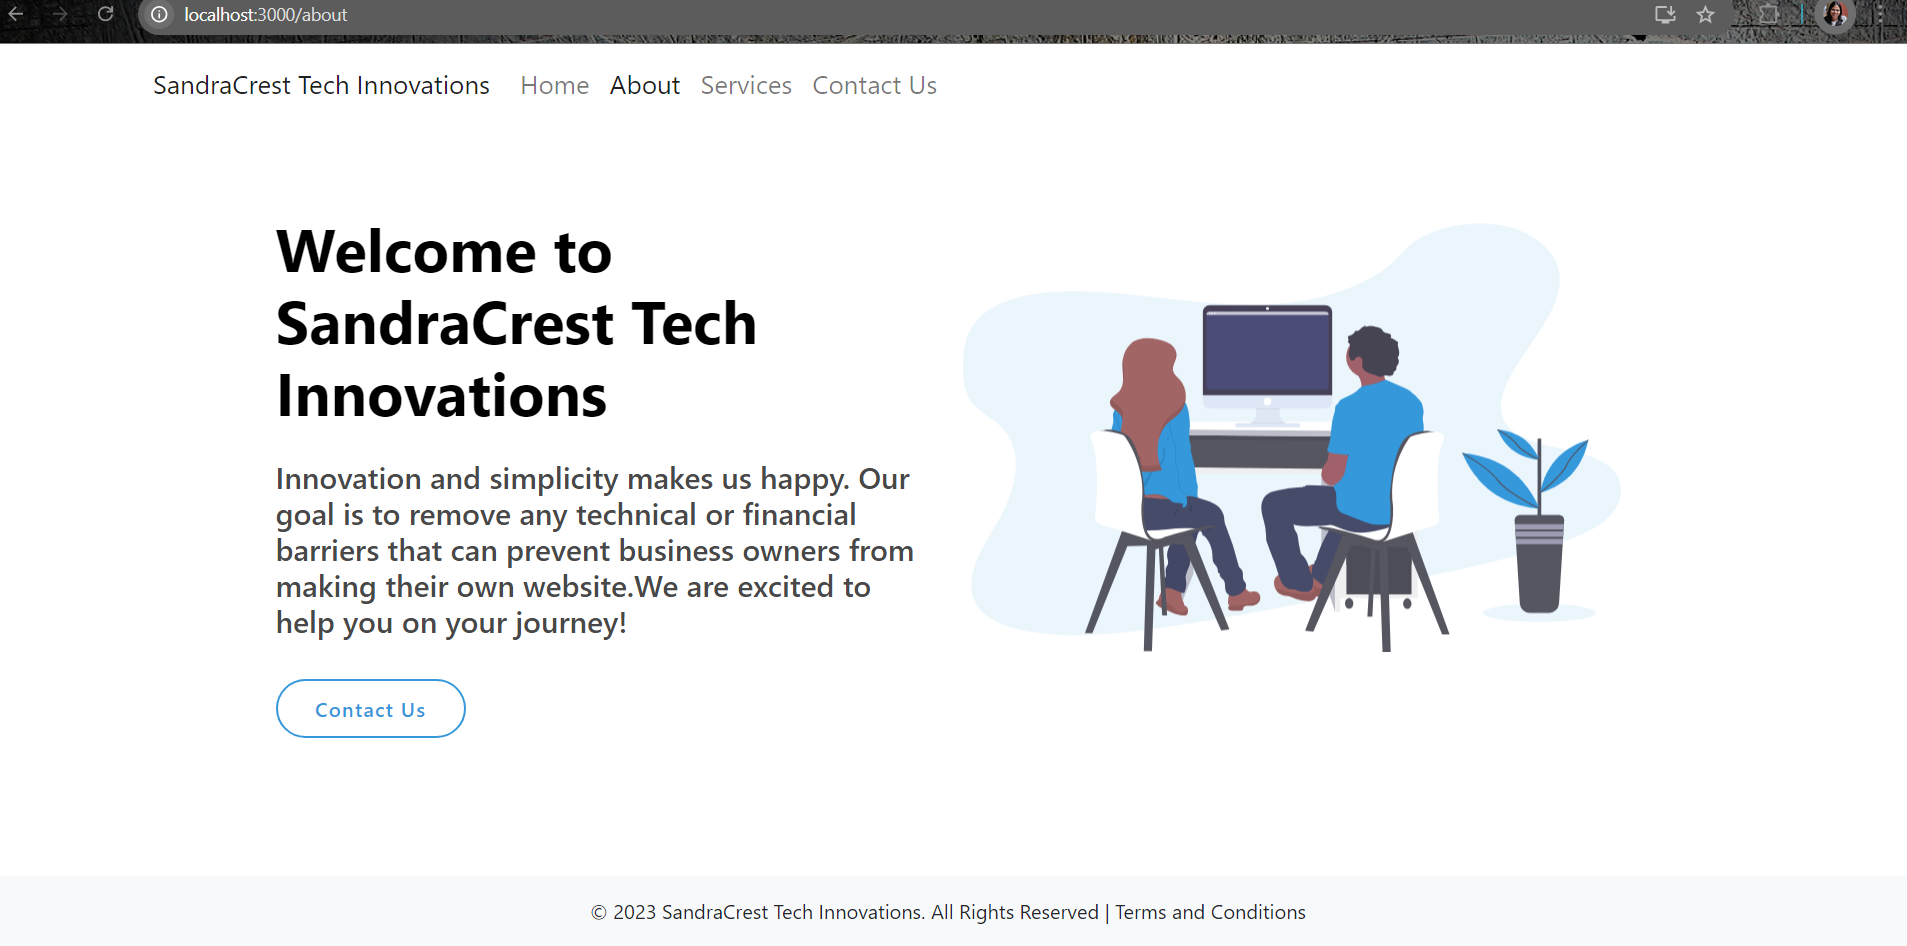 localhost:3000/about
SandraCrest Tech Innovations Home About Services Contact Us
Welcome to
SandraCrest Tech
Innovations
Innovation and simplicity makes us happy. Our
goal is to remove any technical or financial
barriers that can prevent business owners from
making their own website.We are excited to
help you on your journey!
Contact Us
© 2023 SandraCrest Tech Innovations. All Rights Reserved | Terms and Conditions